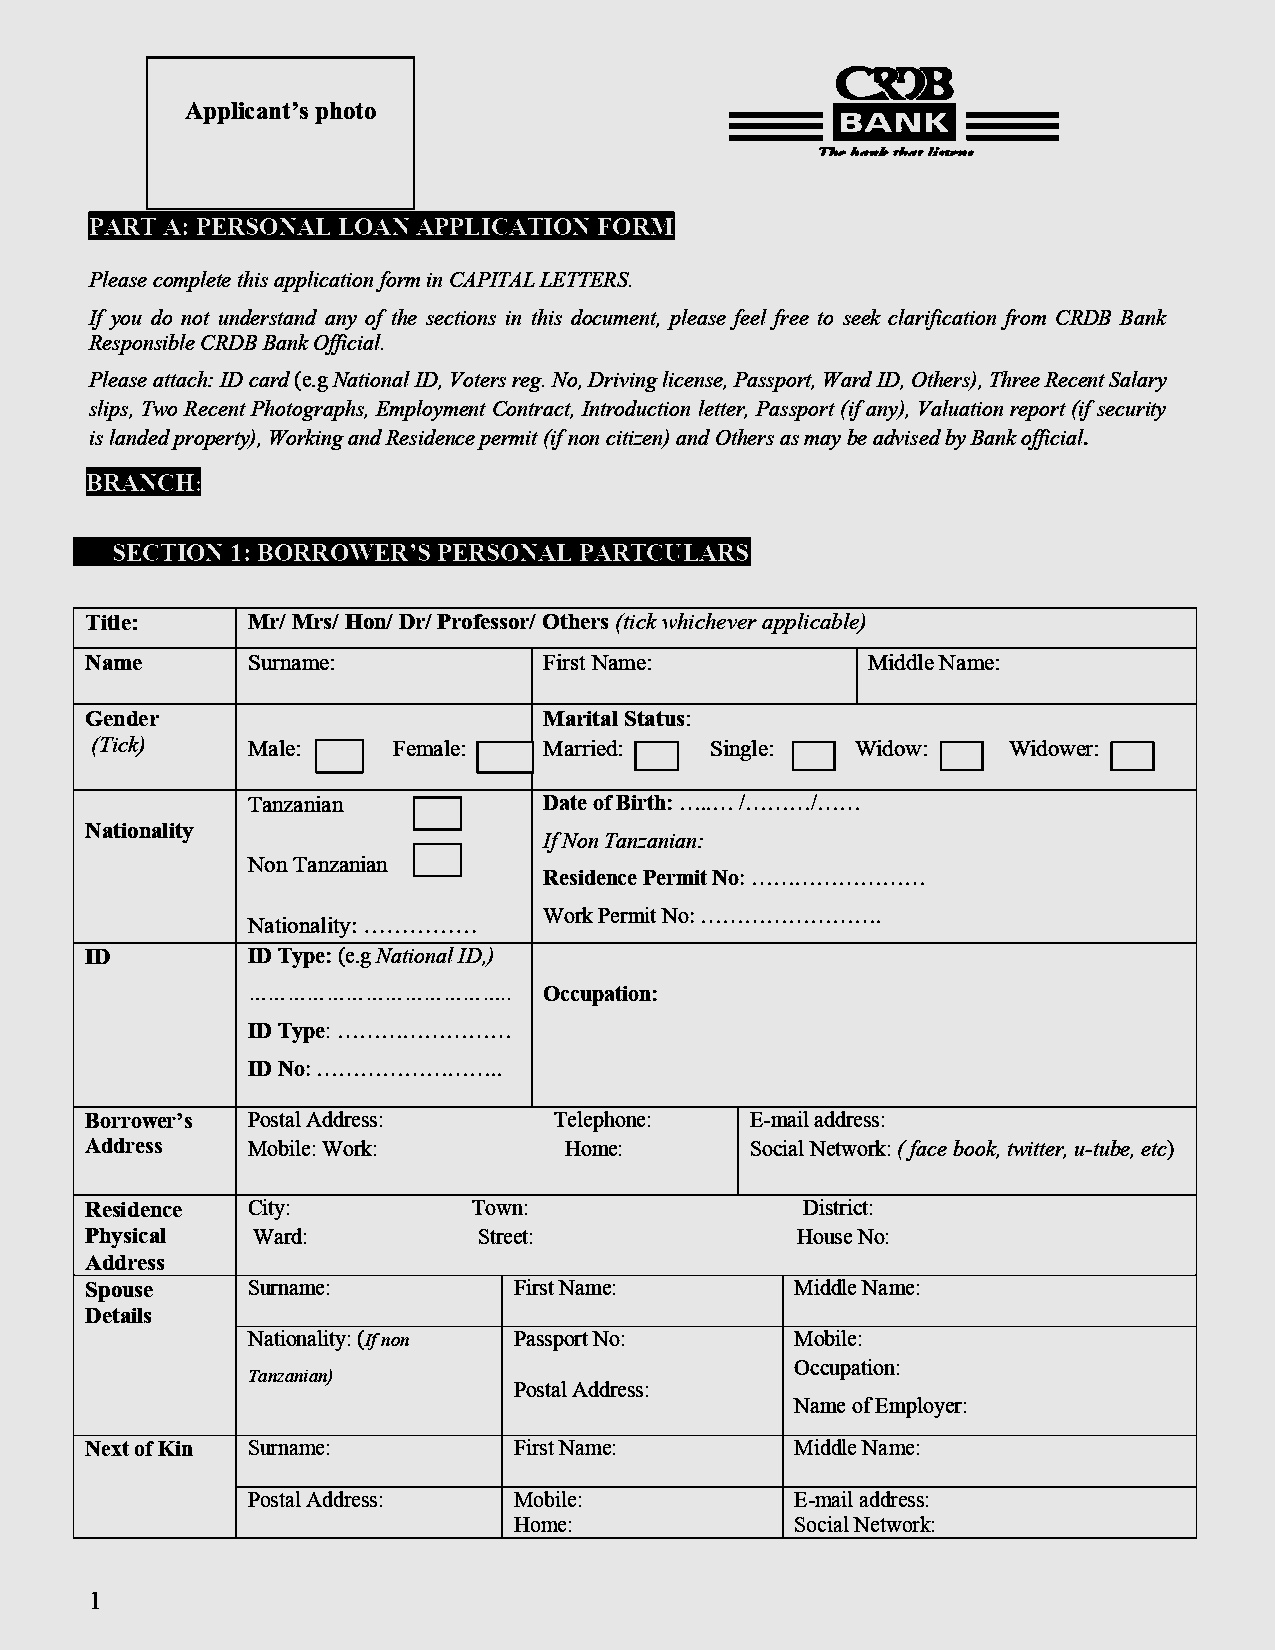 Applicant’s photo
CRDB
BANK
The bank that listens
PART A: PERSONAL LOAN APPLICATION FORM
Please complete this application form in CAPITAL LETTERS.
If you do not understand any of the sections in this document, please feel free to seek clarification from CRDB Bank
Responsible CRDB Bank Official.
Please attach: ID card (e.g National ID, Voters reg. No, Driving license, Passport, Ward ID, Others), Three Recent Salary
slips, Two Recent Photographs, Employment Contract, Introduction letter, Passport (if any), Valuation report (if security
is landed property), Working and Residence permit (if non citizen) and Others as may be advised by Bank official.
BRANCH:
SECTION 1: BORROWER’S PERSONAL PARTCULARS
Title: Mr/ Mrs/ Hon/ Dr/ Professor/ Others (tick whichever applicable)
Name Surname: First Name: Middle Name:
Gender Marital Status:
(Tick) Male: Female: Married: Single: Widow: Widower:
Tanzanian Date of Birth: …..… /………/……
Nationality If Non Tanzanian:
Non Tanzanian Residence Permit No: ……………………
Nationality: …………… Work Permit No: …………………….
ID ID Type: (e.g National ID,)
………………………………….. Occupation:
ID Type: ……………………
ID No: ……………………..
Borrower’s Postal Address: Telephone: E-mail address:
Address Mobile: Work: Home: Social Network: ( face book, twitter, u-tube, etc)
Residence City: Town: District:
Physical Ward: Street: House No:
Address
Spouse Surname: First Name: Middle Name:
Details
Nationality: (If non Passport No: Mobile:
Tanzanian) Occupation:
Postal Address:
Name of Employer:
Next of Kin Surname: First Name: Middle Name:
Postal Address: Mobile: E-mail address:
Home: Social Network:
1